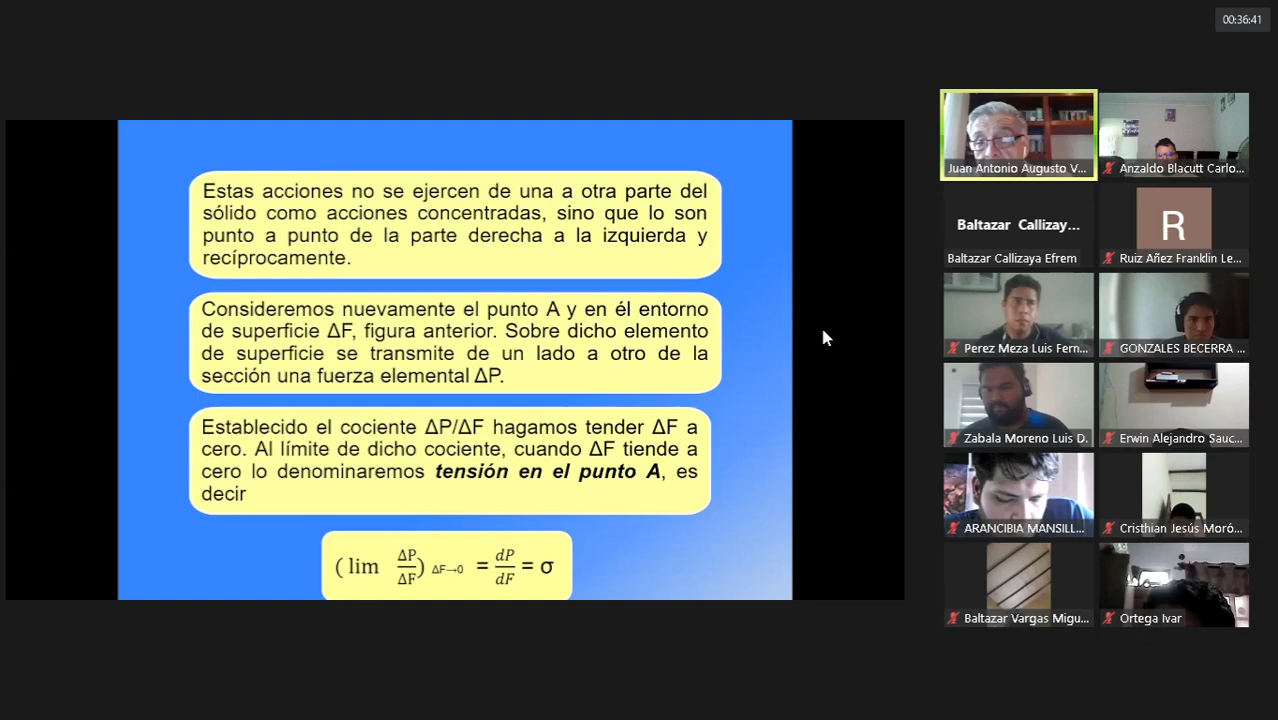 00:36:41
Estas acciones no se ejercen de una a otra parte del
sólido como acciones concentradas, sino que lo son
punto a punto de la parte derecha a la izquierda y
recíprocamente.
Consideremos nuevamente el punto A y en él entorno
de superficie ΔF, figura anterior. Sobre dicho elemento
de superficie se transmite de un lado a otro de la
sección una fuerza elemental ΔP.
Establecido el cociente ΔP/ΔF hagamos tender ΔF a
cero. Al límite de dicho cociente, cuando ΔF tiende a
cero lo denominaremos tensión en el punto A, es
decir
(lim ΔP/ΔF) ΔF→0 = dP/dF = σ
Juan Antonio Augusto V...
Anzaldo Blacutt Carlo...
Baltazar Callizay...
Baltazar Callizaya Efrem
R
Ruiz Añez Franklin Le...
Perez Meza Luis Fern...
GONZALES BECERRA ...
Zabala Moreno Luis D.
Erwin Alejandro Sauc...
ARANCIBIA MANSILL...
Cristhian Jesús Moró...
Baltazar Vargas Migu...
Ortega Ivar